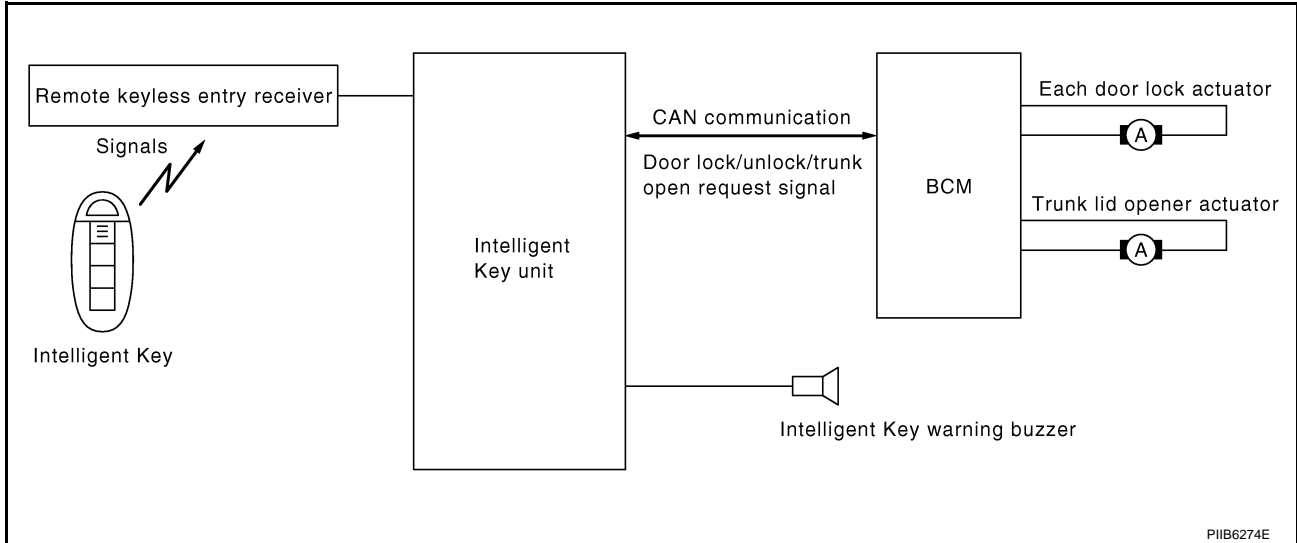 Remote keyless entry receiver
Signals
Intelligent Key
Intelligent
Key unit
CAN communication
Door lock/unlock/trunk
open request signal
BCM
Each door lock actuator
A
Trunk lid opener actuator
A
Intelligent Key warning buzzer
PIIB6274E